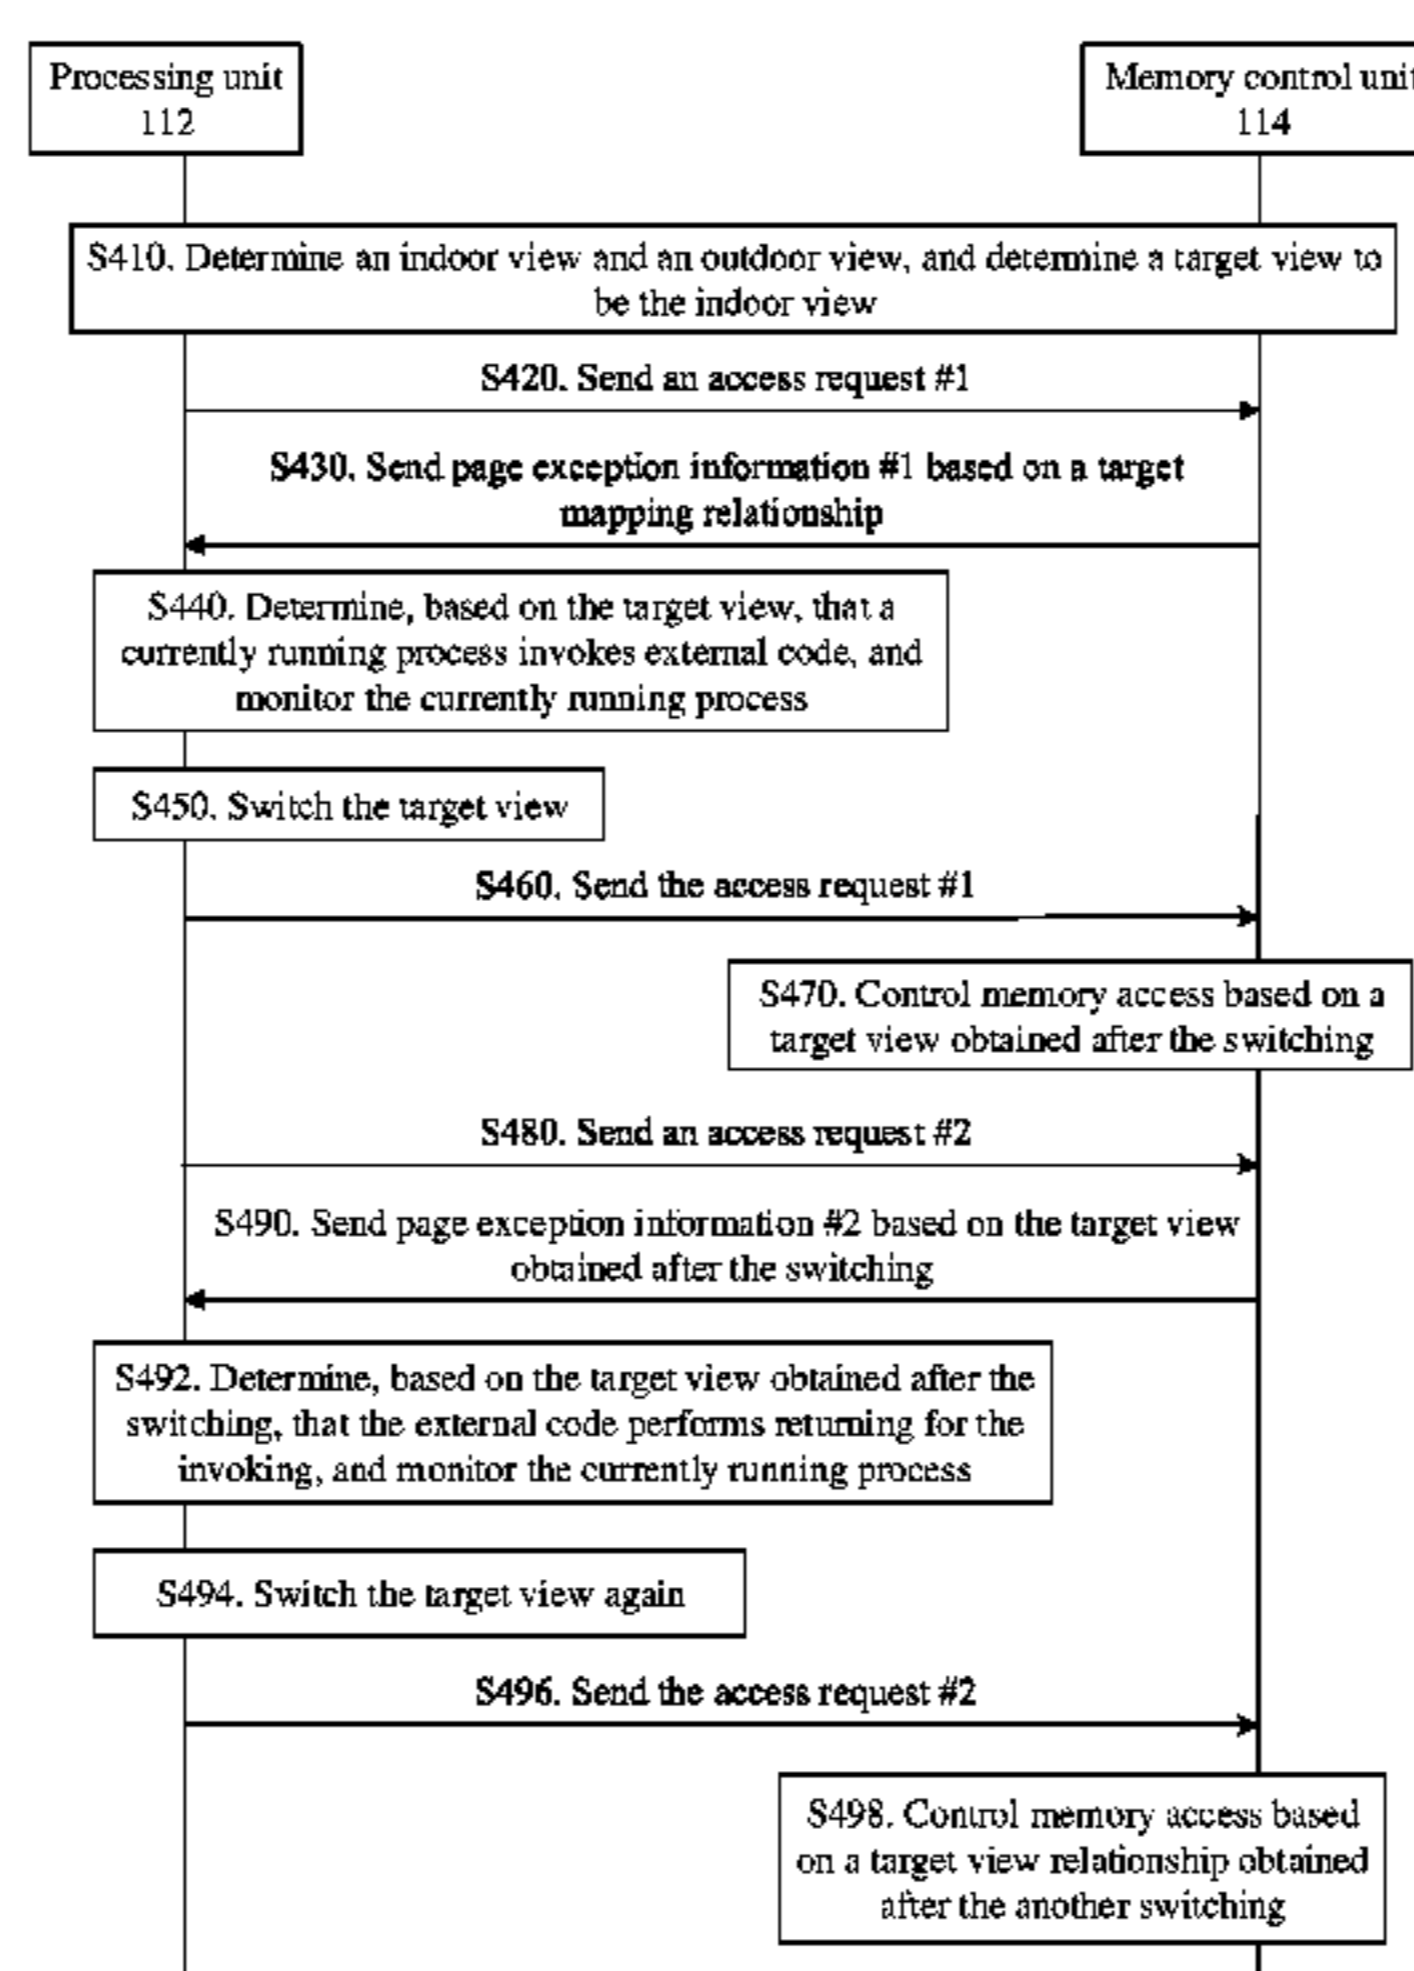 Processing unit
112
Memory control unit
114
S410. Determine an indoor view and an outdoor view, and determine a target view to
be the indoor view
S420. Send an access request #1
S430. Send page exception information #1 based on a target
mapping relationship
S440. Determine, based on the target view, that a
currently running process invokes external code, and
monitor the currently running process
S450. Switch the target view
S460. Send the access request #1
S470. Control memory access based on a
target view obtained after the switching
S480. Send an access request #2
S490. Send page exception information #2 based on the target view
obtained after the switching
S492. Determine, based on the target view obtained after the
switching, that the external code performs returning for the
invoking, and monitor the currently running process
S494. Switch the target view again
S496. Send the access request #2
S498. Control memory access based
on a target view relationship obtained
after the another switching